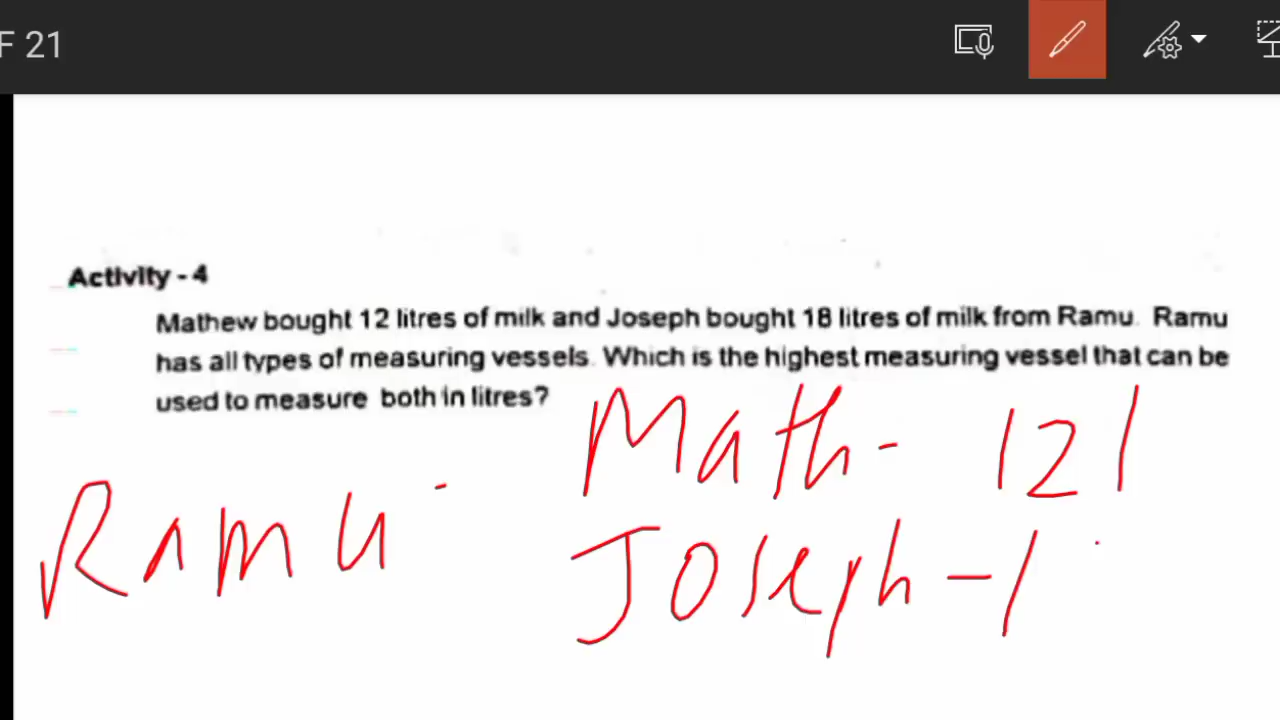 F 21
Activity - 4
Mathew bought 12 litres of milk and Joseph bought 18 litres of milk from Ramu. Ramu
has all types of measuring vessels. Which is the highest measuring vessel that can be
used to measure both in litres?
Math - 12 l
Ramu -
Joseph - 1